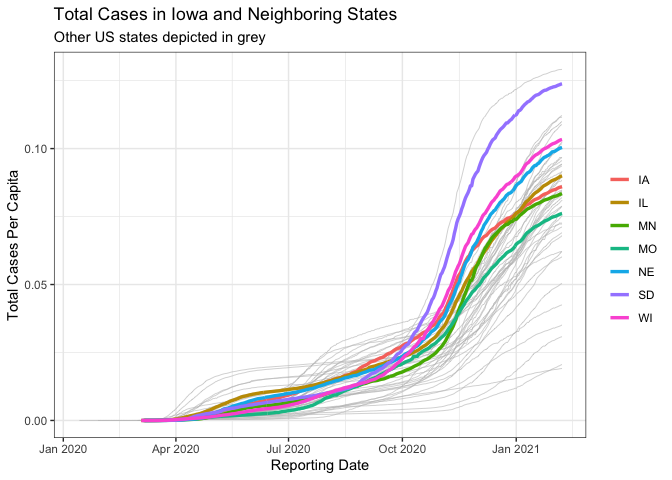 Total Cases in Iowa and Neighboring States
Other US states depicted in grey
Total Cases Per Capita
0.10
0.05
0.00
Jan 2020
Apr 2020
Jul 2020
Oct 2020
Jan 2021
Reporting Date
IA
IL
MN
MO
NE
SD
WI